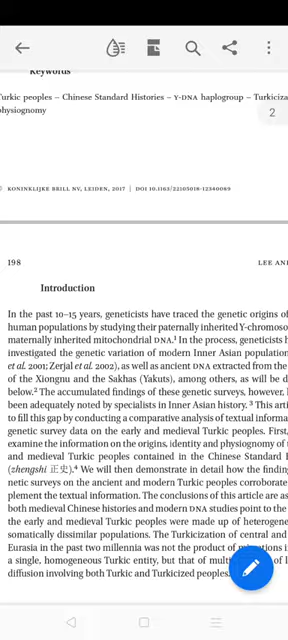 Keywords
Turkic peoples – Chinese Standard Histories – Y-DNA haplogroup – Turkiciza
physiognomy
2
© KONINKLIJKE BRILL NV, LEIDEN, 2017 | DOI 10.1163/22105018-12340089
198 LEE AN
Introduction
In the past 10–15 years, geneticists have traced the genetic origins of
human populations by studying their paternally inherited Y-chromoso
maternally inherited mitochondrial DNA.1 In the process, geneticists h
investigated the genetic variation of modern Inner Asian population
et al. 2001; Zerjal et al. 2002), as well as ancient DNA extracted from the
of the Xiongnu and the Sakhas (Yakuts), among others, as will be d
below.2 The accumulated findings of these genetic surveys, however, h
been adequately noted by specialists in Inner Asian history. 3 This arti
to fill this gap by conducting a comparative analysis of textual informa
genetic survey data on the early and medieval Turkic peoples. First,
examine the information on the origins, identity and physiognomy of t
and medieval Turkic peoples contained in the Chinese Standard H
(zhengshi 正史).4 We will then demonstrate in detail how the finding
netic surveys on the ancient and modern Turkic peoples corroborate
plement the textual information. The conclusions of this article are as
both medieval Chinese histories and modern DNA studies point to the
the early and medieval Turkic peoples were made up of heterogene
somatically dissimilar populations. The Turkicization of central and
Eurasia in the past two millennia was not the product of migrations in
a single, homogeneous Turkic entity, but that of multi of l
diffusion involving both Turkic and Turkicized peoples.